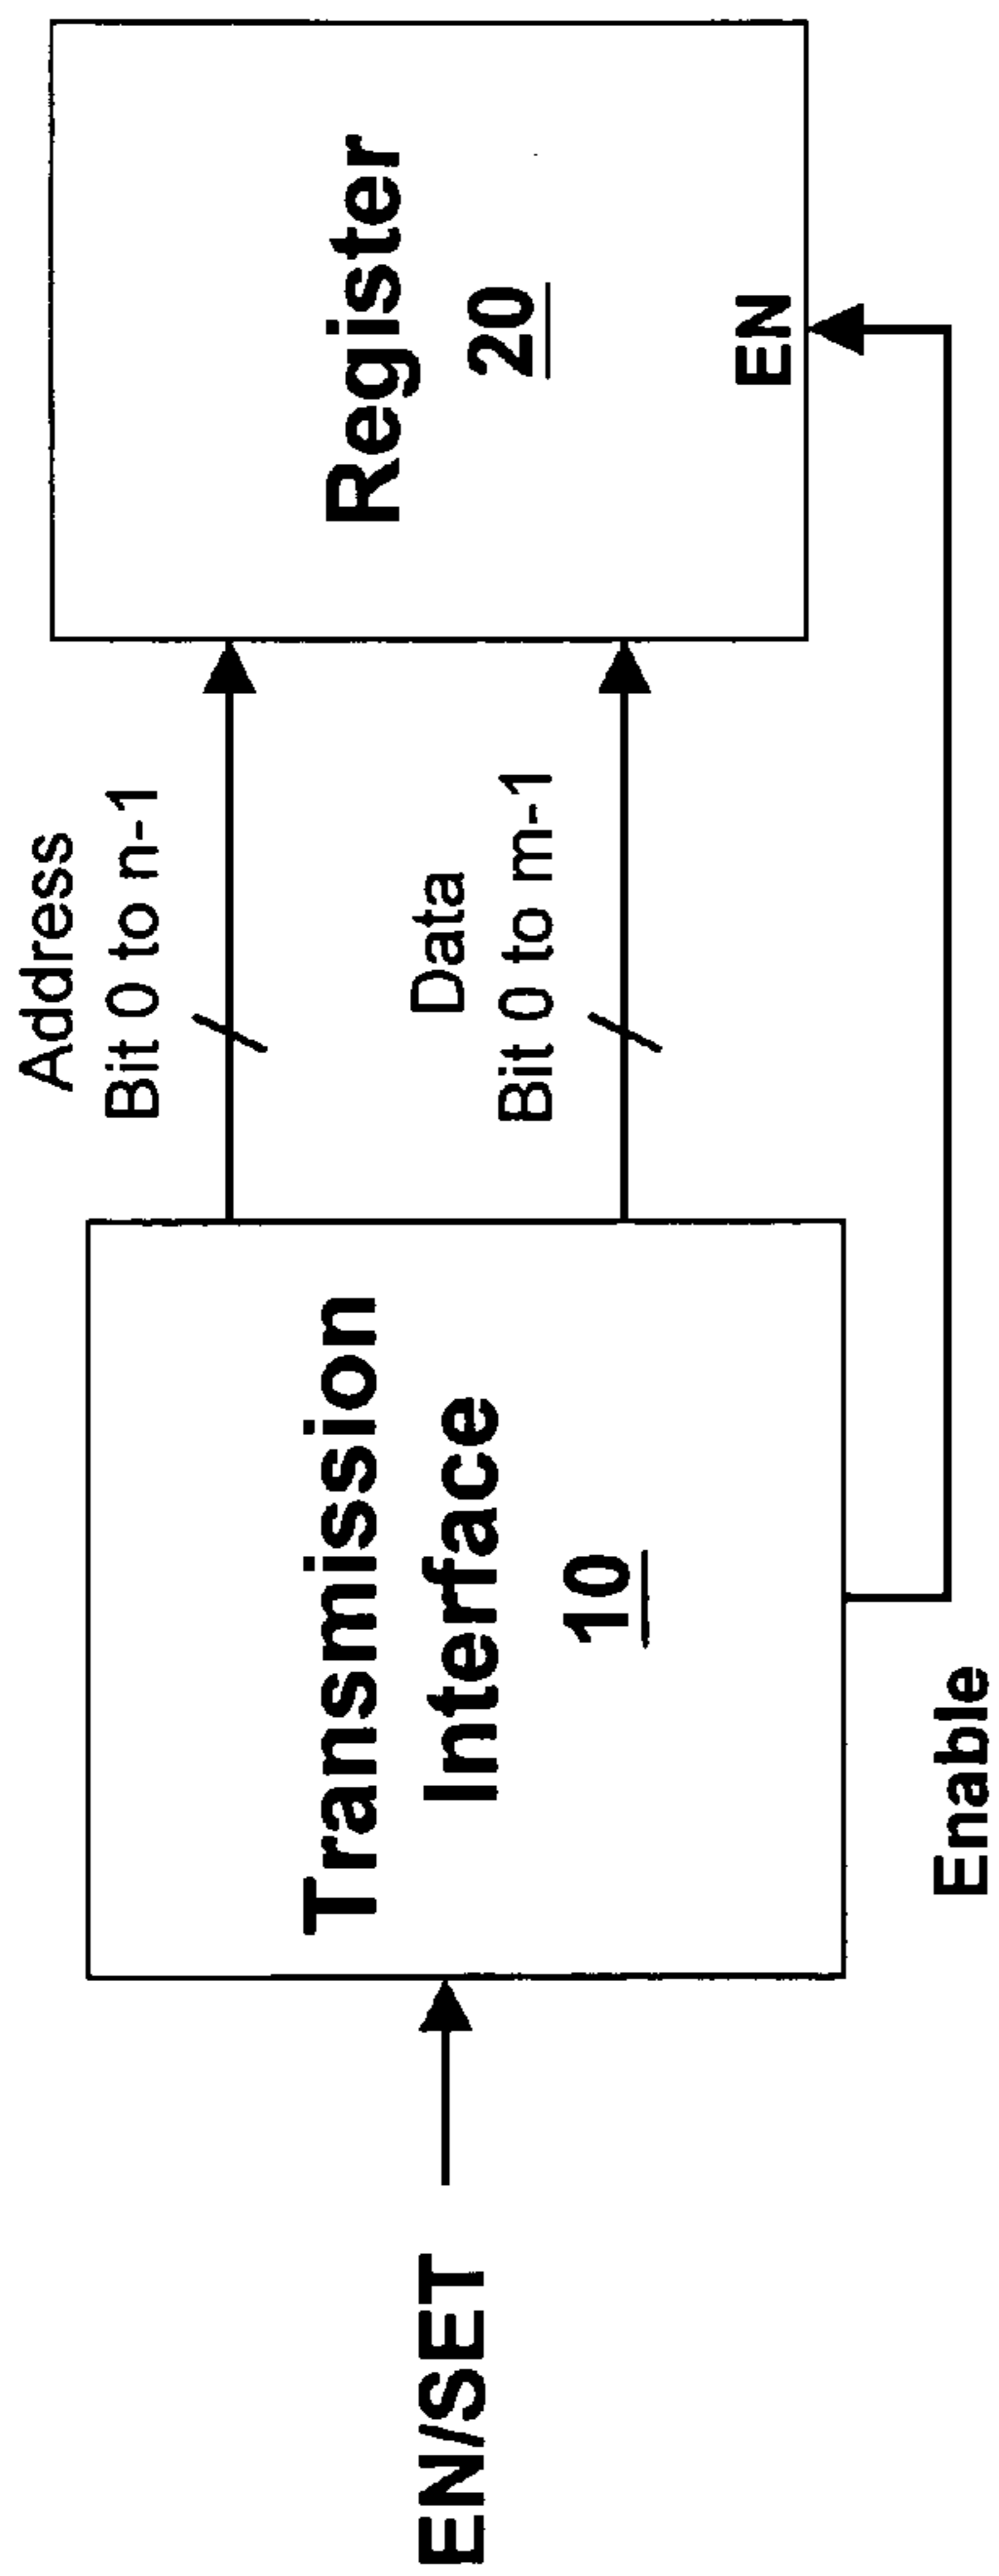 EN/SET
Transmission
Interface
10
Enable
Address
Bit 0 to n-1
Data
Bit 0 to m-1
Register
20
EN